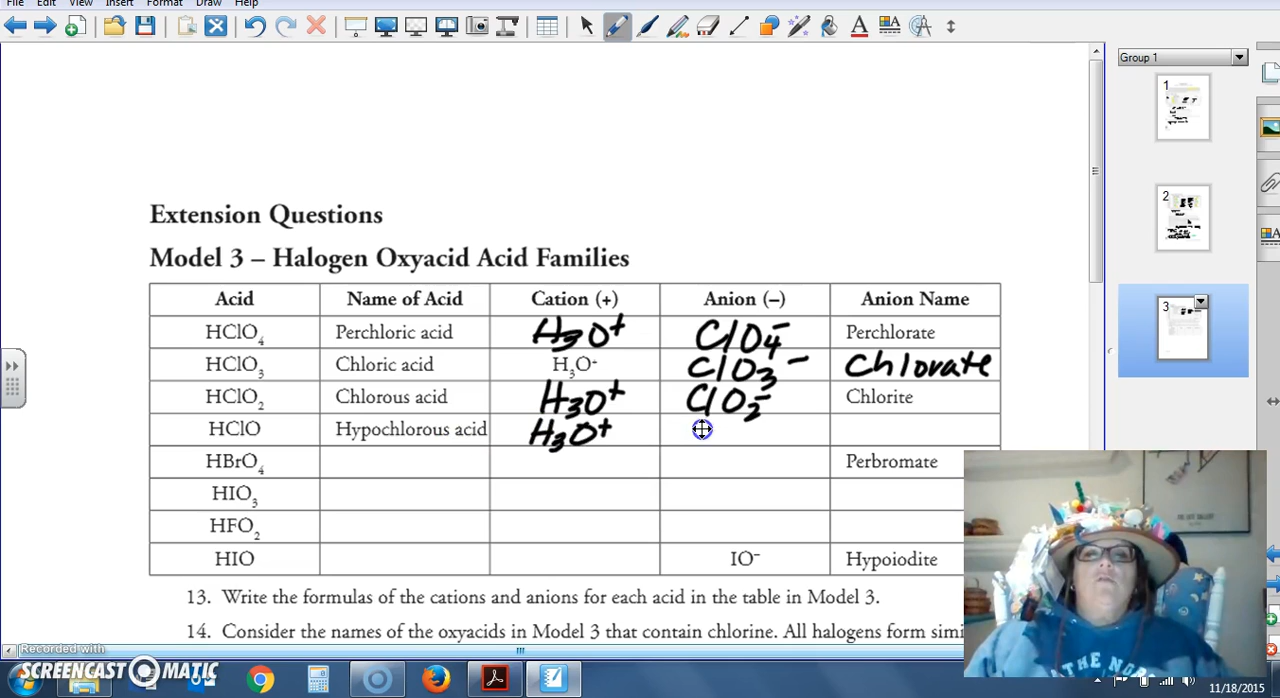 File Edit View Insert Format Draw Help
Group 1
1
2
3
Extension Questions
Model 3 – Halogen Oxyacid Acid Families
Acid Name of Acid Cation (+) Anion (–) Anion Name
HClO4 Perchloric acid H3O+ ClO4– Perchlorate
HClO3 Chloric acid H3O+ ClO3– Chlorate
HClO2 Chlorous acid H3O+ ClO2– Chlorite
HClO Hypochlorous acid H3O+
HBrO4 Perbromate
HIO3
HFO2
HIO IO– Hypoiodite
13. Write the formulas of the cations and anions for each acid in the table in Model 3.
14. Consider the names of the oxyacids in Model 3 that contain chlorine. All halogens form simi
THE NO
Recorded with
SCREENCAST MATIC
11/18/2015